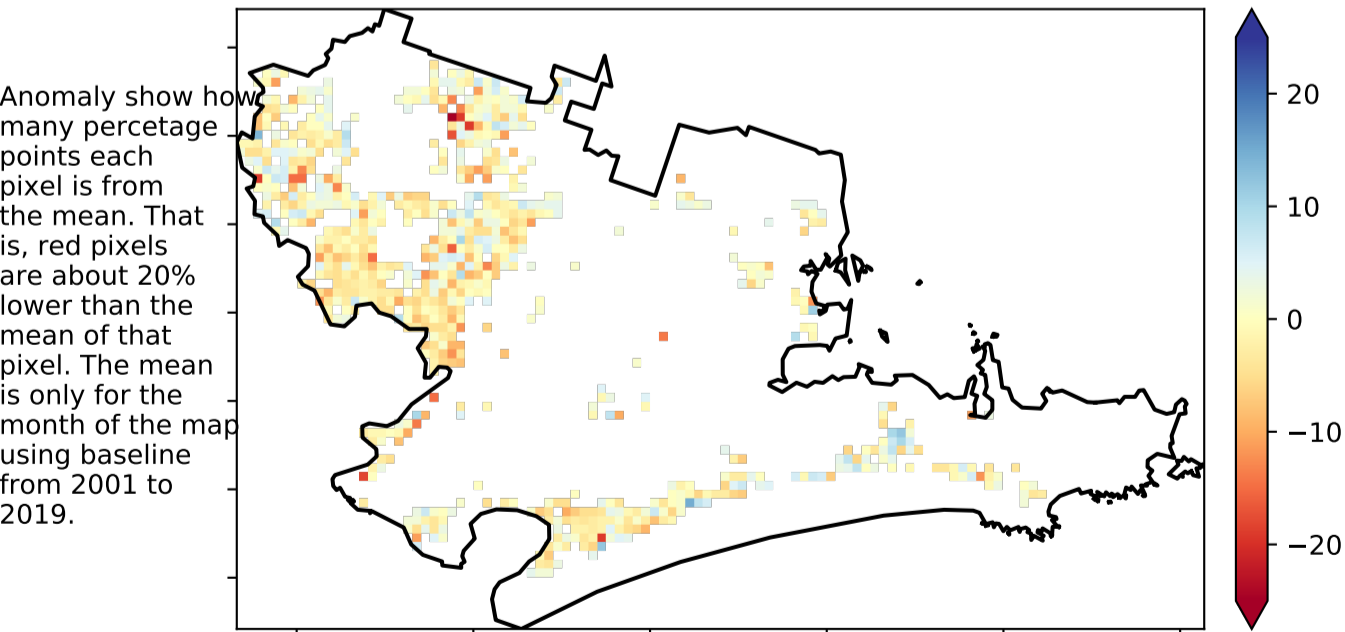 Anomaly show how
many percetage
points each
pixel is from
the mean. That
is, red pixels
are about 20%
lower than the
mean of that
pixel. The mean
is only for the
month of the map
using baseline
from 2001 to
2019.
20
10
0
−10
−20